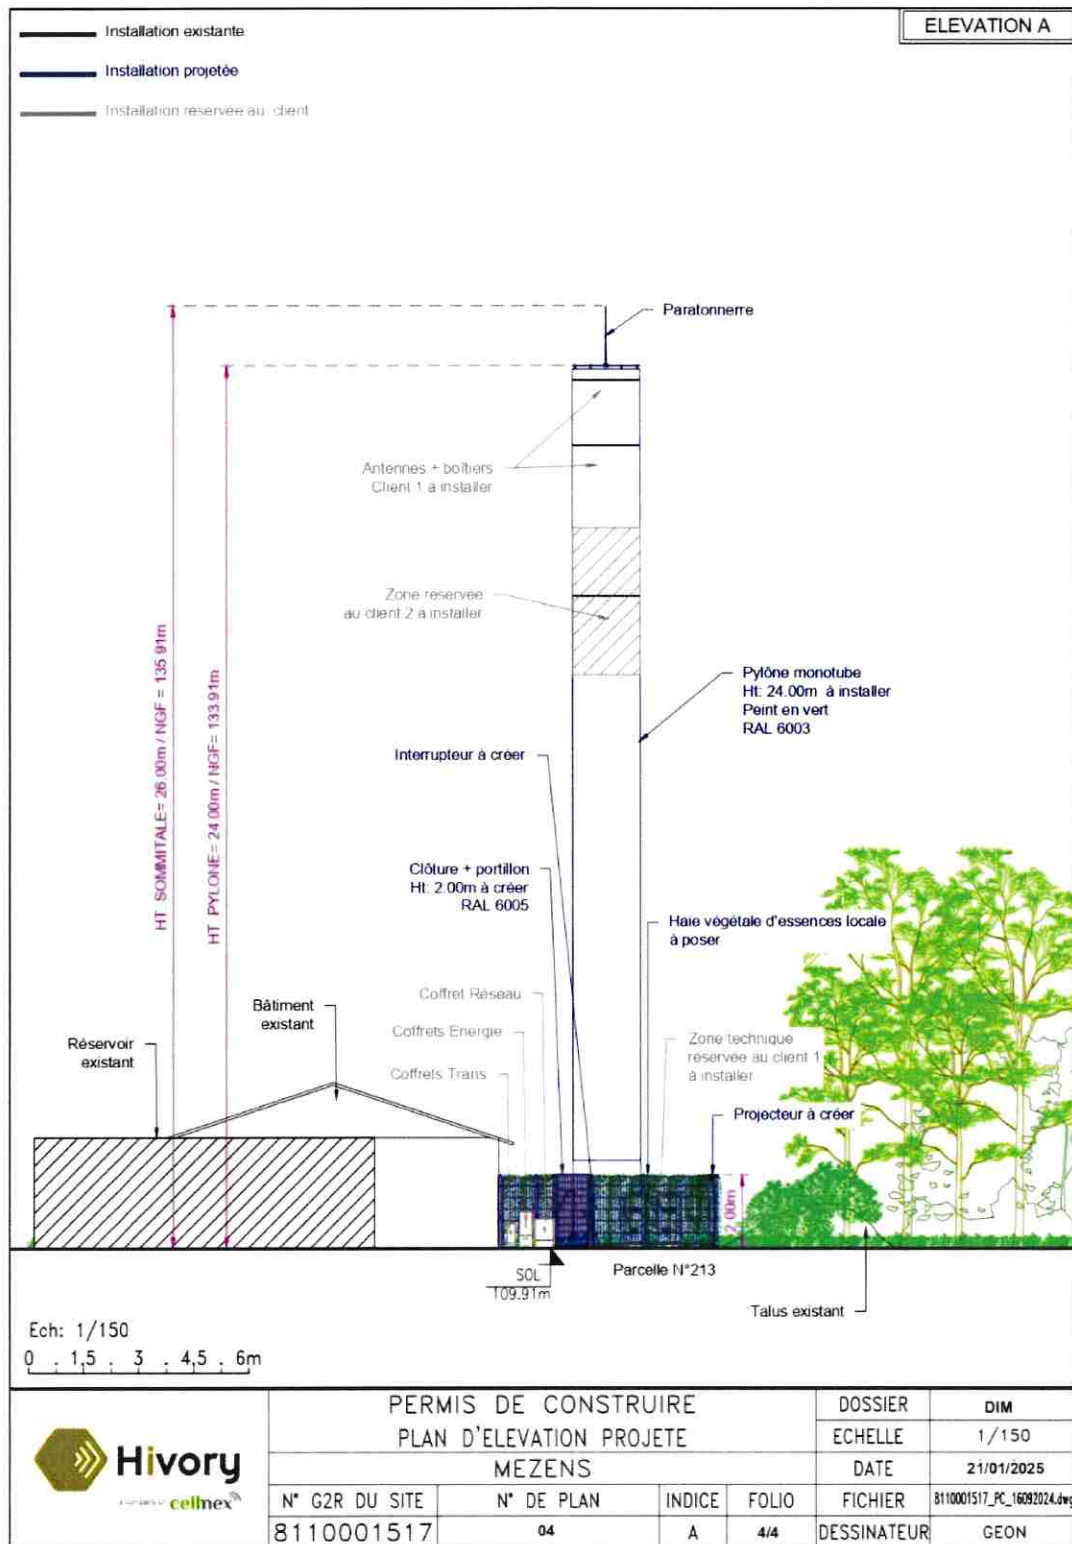 ELEVATION A
Installation existante
Installation projetée
Installation réservée au client
Paratonnerre
Antennes + boîtiers
Client 1 à installer
Zone réservée
au client 2 à installer
HT SOMMITALE= 26.00m / NGF = 135.91m
HT PYLONE= 24.00m / NGF= 133.91m
Pylône monotube
Ht: 24.00m à installer
Peint en vert
RAL 6003
Interrupteur à créer
Clôture + portillon
Ht: 2.00m à créer
RAL 6005
Haie végétale d'essences locale
à poser
Coffret Réseau
Bâtiment
existant
Coffrets Energie
Réservoir
existant
Zone technique
réservée au client 1
à installer
Coffrets Trans
Projecteur à créer
2.00m
SOL
109.91m
Parcelle N°213
Talus existant
Ech: 1/150
0 . 1,5 . 3 . 4,5 . 6m
Hivory
cellnex
PERMIS DE CONSTRUIRE
PLAN D'ELEVATION PROJETE
MEZENS
N° G2R DU SITE
N° DE PLAN
INDICE
FOLIO
8110001517
04
A
4/4
DOSSIER
DIM
ECHELLE
1/150
DATE
21/01/2025
FICHIER
8110001517_PC_16092024.dwg
DESSINATEUR
GEON